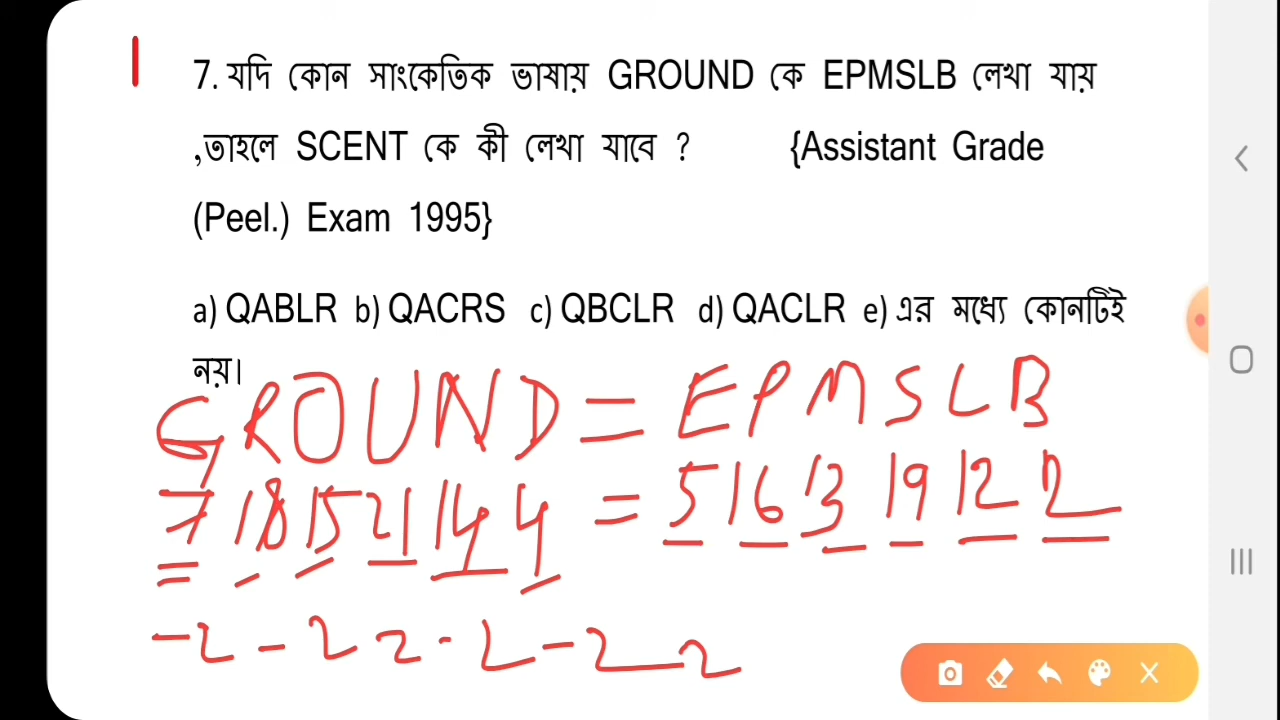 7. যদি কোন সাংকেতিক ভাষায় GROUND কে EPMSLB লেখা যায়
,তাহলে SCENT কে কী লেখা যাবে ? {Assistant Grade
(Peel.) Exam 1995}
a) QABLR b) QACRS c) QBCLR d) QACLR e) এর মধ্যে কোনটিই
নয়।
GROUND = EPMSLB
7 18 15 21 14 4 = 5 16 13 19 12 2
-2 - 2 2 - 2 - 2 2